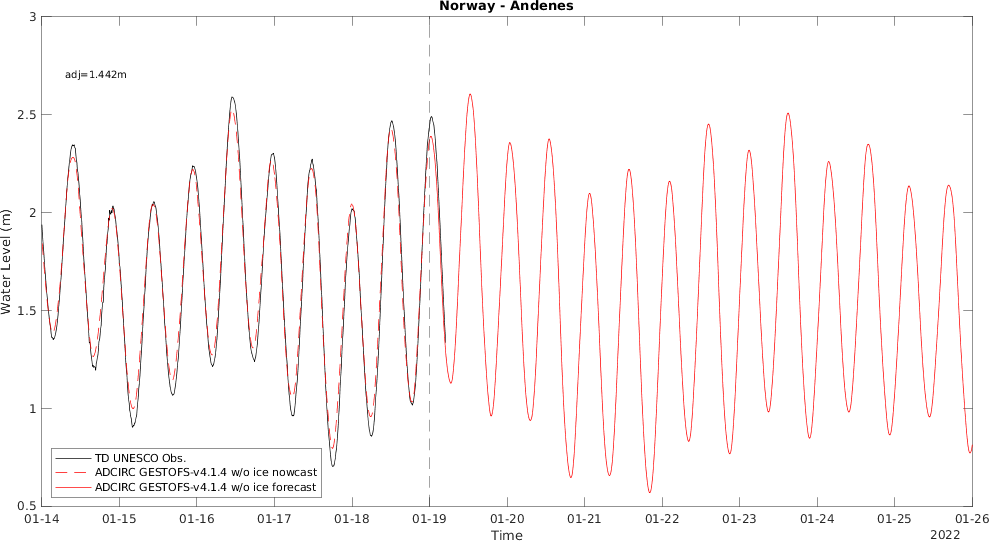 Norway - Andenes
adj=1.442m
Water Level (m)
3
2.5
2
1.5
1
0.5
TD UNESCO Obs.
ADCIRC GESTOFS-v4.1.4 w/o ice nowcast
ADCIRC GESTOFS-v4.1.4 w/o ice forecast
01-14 01-15 01-16 01-17 01-18 01-19 01-20 01-21 01-22 01-23 01-24 01-25 01-26
Time
2022